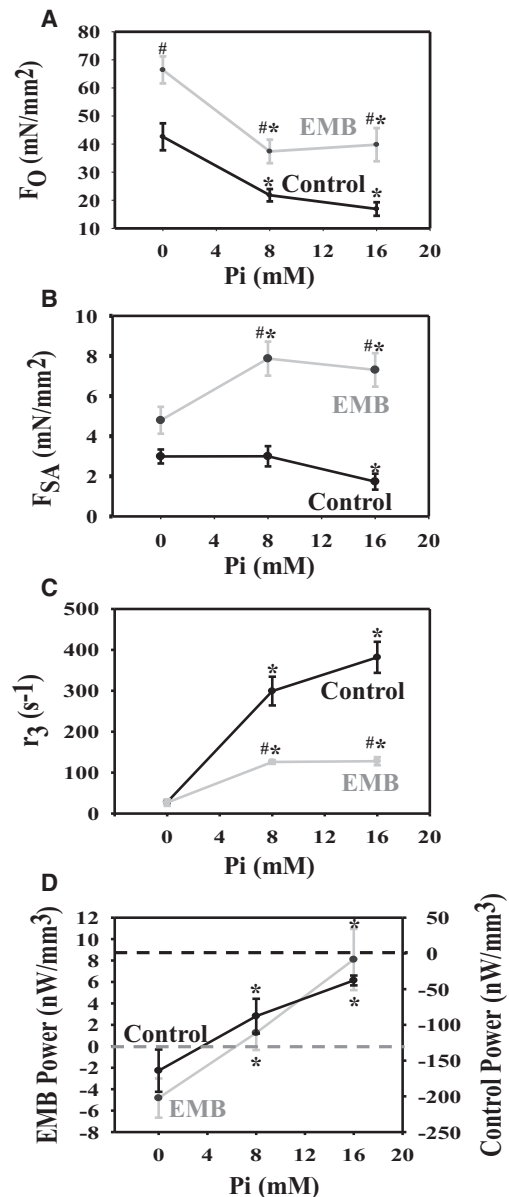 A
F_O (mN/mm²)
80
70
60
50
40
30
20
10
#
#*
#*
EMB
Control
*
*
0 4 8 12 16 20
Pi (mM)
B
F_SA (mN/mm²)
10
8
6
4
2
0
#*
#*
EMB
Control
*
0 4 8 12 16 20
Pi (mM)
C
r_3 (s-1)
500
400
300
200
100
0
*
*
Control
#*
#*
EMB
0 4 8 12 16 20
Pi (mM)
D
EMB Power (nW/mm³)
12
10
8
6
4
2
0
-2
-4
-6
-8
Control
EMB
*
*
*
*
50
0
-50
-100
-150
-200
-250
Control Power (nW/mm³)
0 4 8 12 16 20
Pi (mM)